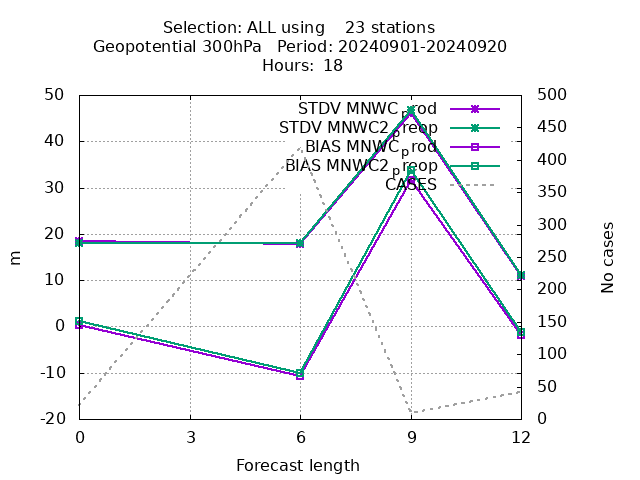 Selection: ALL using    23 stations
Geopotential 300hPa   Period: 20240901-20240920
Hours: 18
STDV MNWC_prod
STDV MNWC2_preop
BIAS MNWC_prod
BIAS MNWC2_preop
CASES
50
40
30
20
10
0
-10
-20
m
500
450
400
350
300
250
200
150
100
50
0
No cases
0 3 6 9 12
Forecast length